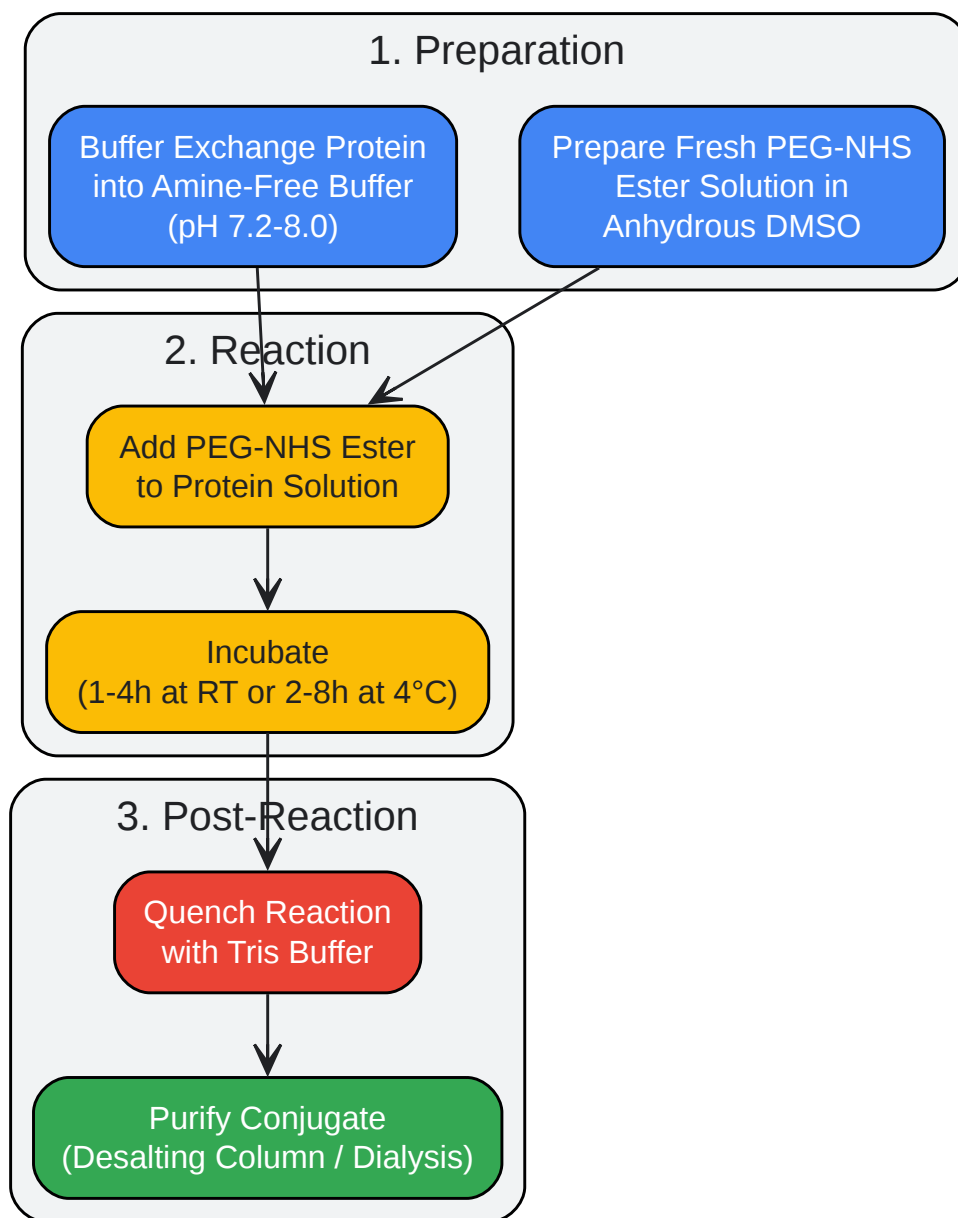 1. Preparation
Buffer Exchange Protein
into Amine-Free Buffer
(pH 7.2-8.0)
Prepare Fresh PEG-NHS
Ester Solution in
Anhydrous DMSO
2. Reaction
Add PEG-NHS Ester
to Protein Solution
Incubate
(1-4h at RT or 2-8h at 4°C)
3. Post-Reaction
Quench Reaction
with Tris Buffer
Purify Conjugate
(Desalting Column / Dialysis)